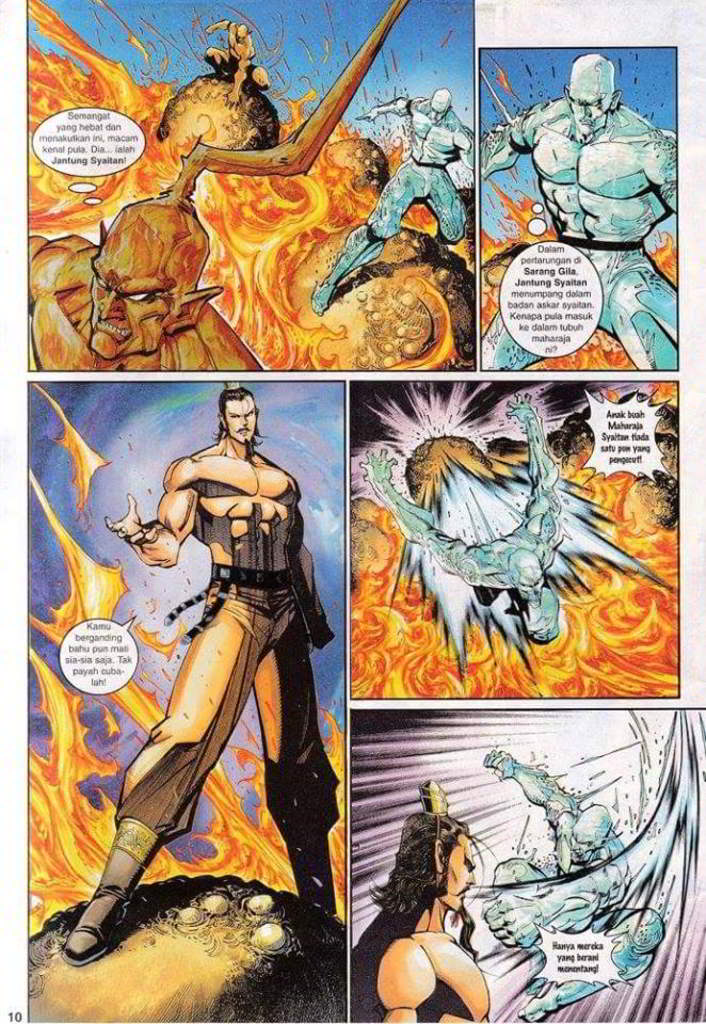 Semangat
yang hebat dan
menakutkan ini, macam
kenal pula. Dia... ialah
Jantung Syaitan!
Dalam
pertarungan di
Sarang Gila,
Jantung Syaitan
menumpang dalam
badan askar syaitan.
Kenapa pula masuk
ke dalam tubuh
maharaja
ni?
Kamu
berganding
bahu pun mati
sia-sia saja. Tak
payah cuba-
lah!
Anak buah
Maharaja
Syaitan tiada
satu pun yang
pengecut!
Hanya mereka
yang berani
menentang!
10